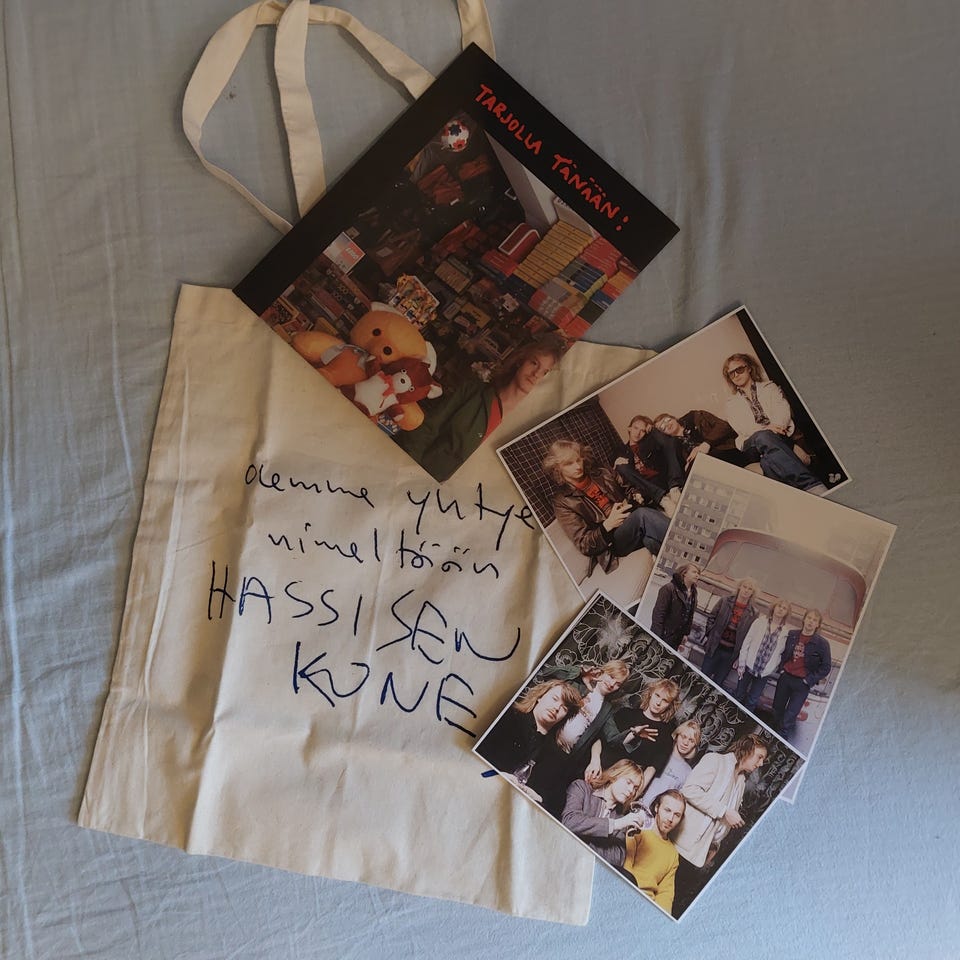 TARJOLLA TÄNÄÄN:
olemme yhtye
nimeltään
HASSISEN
KONE